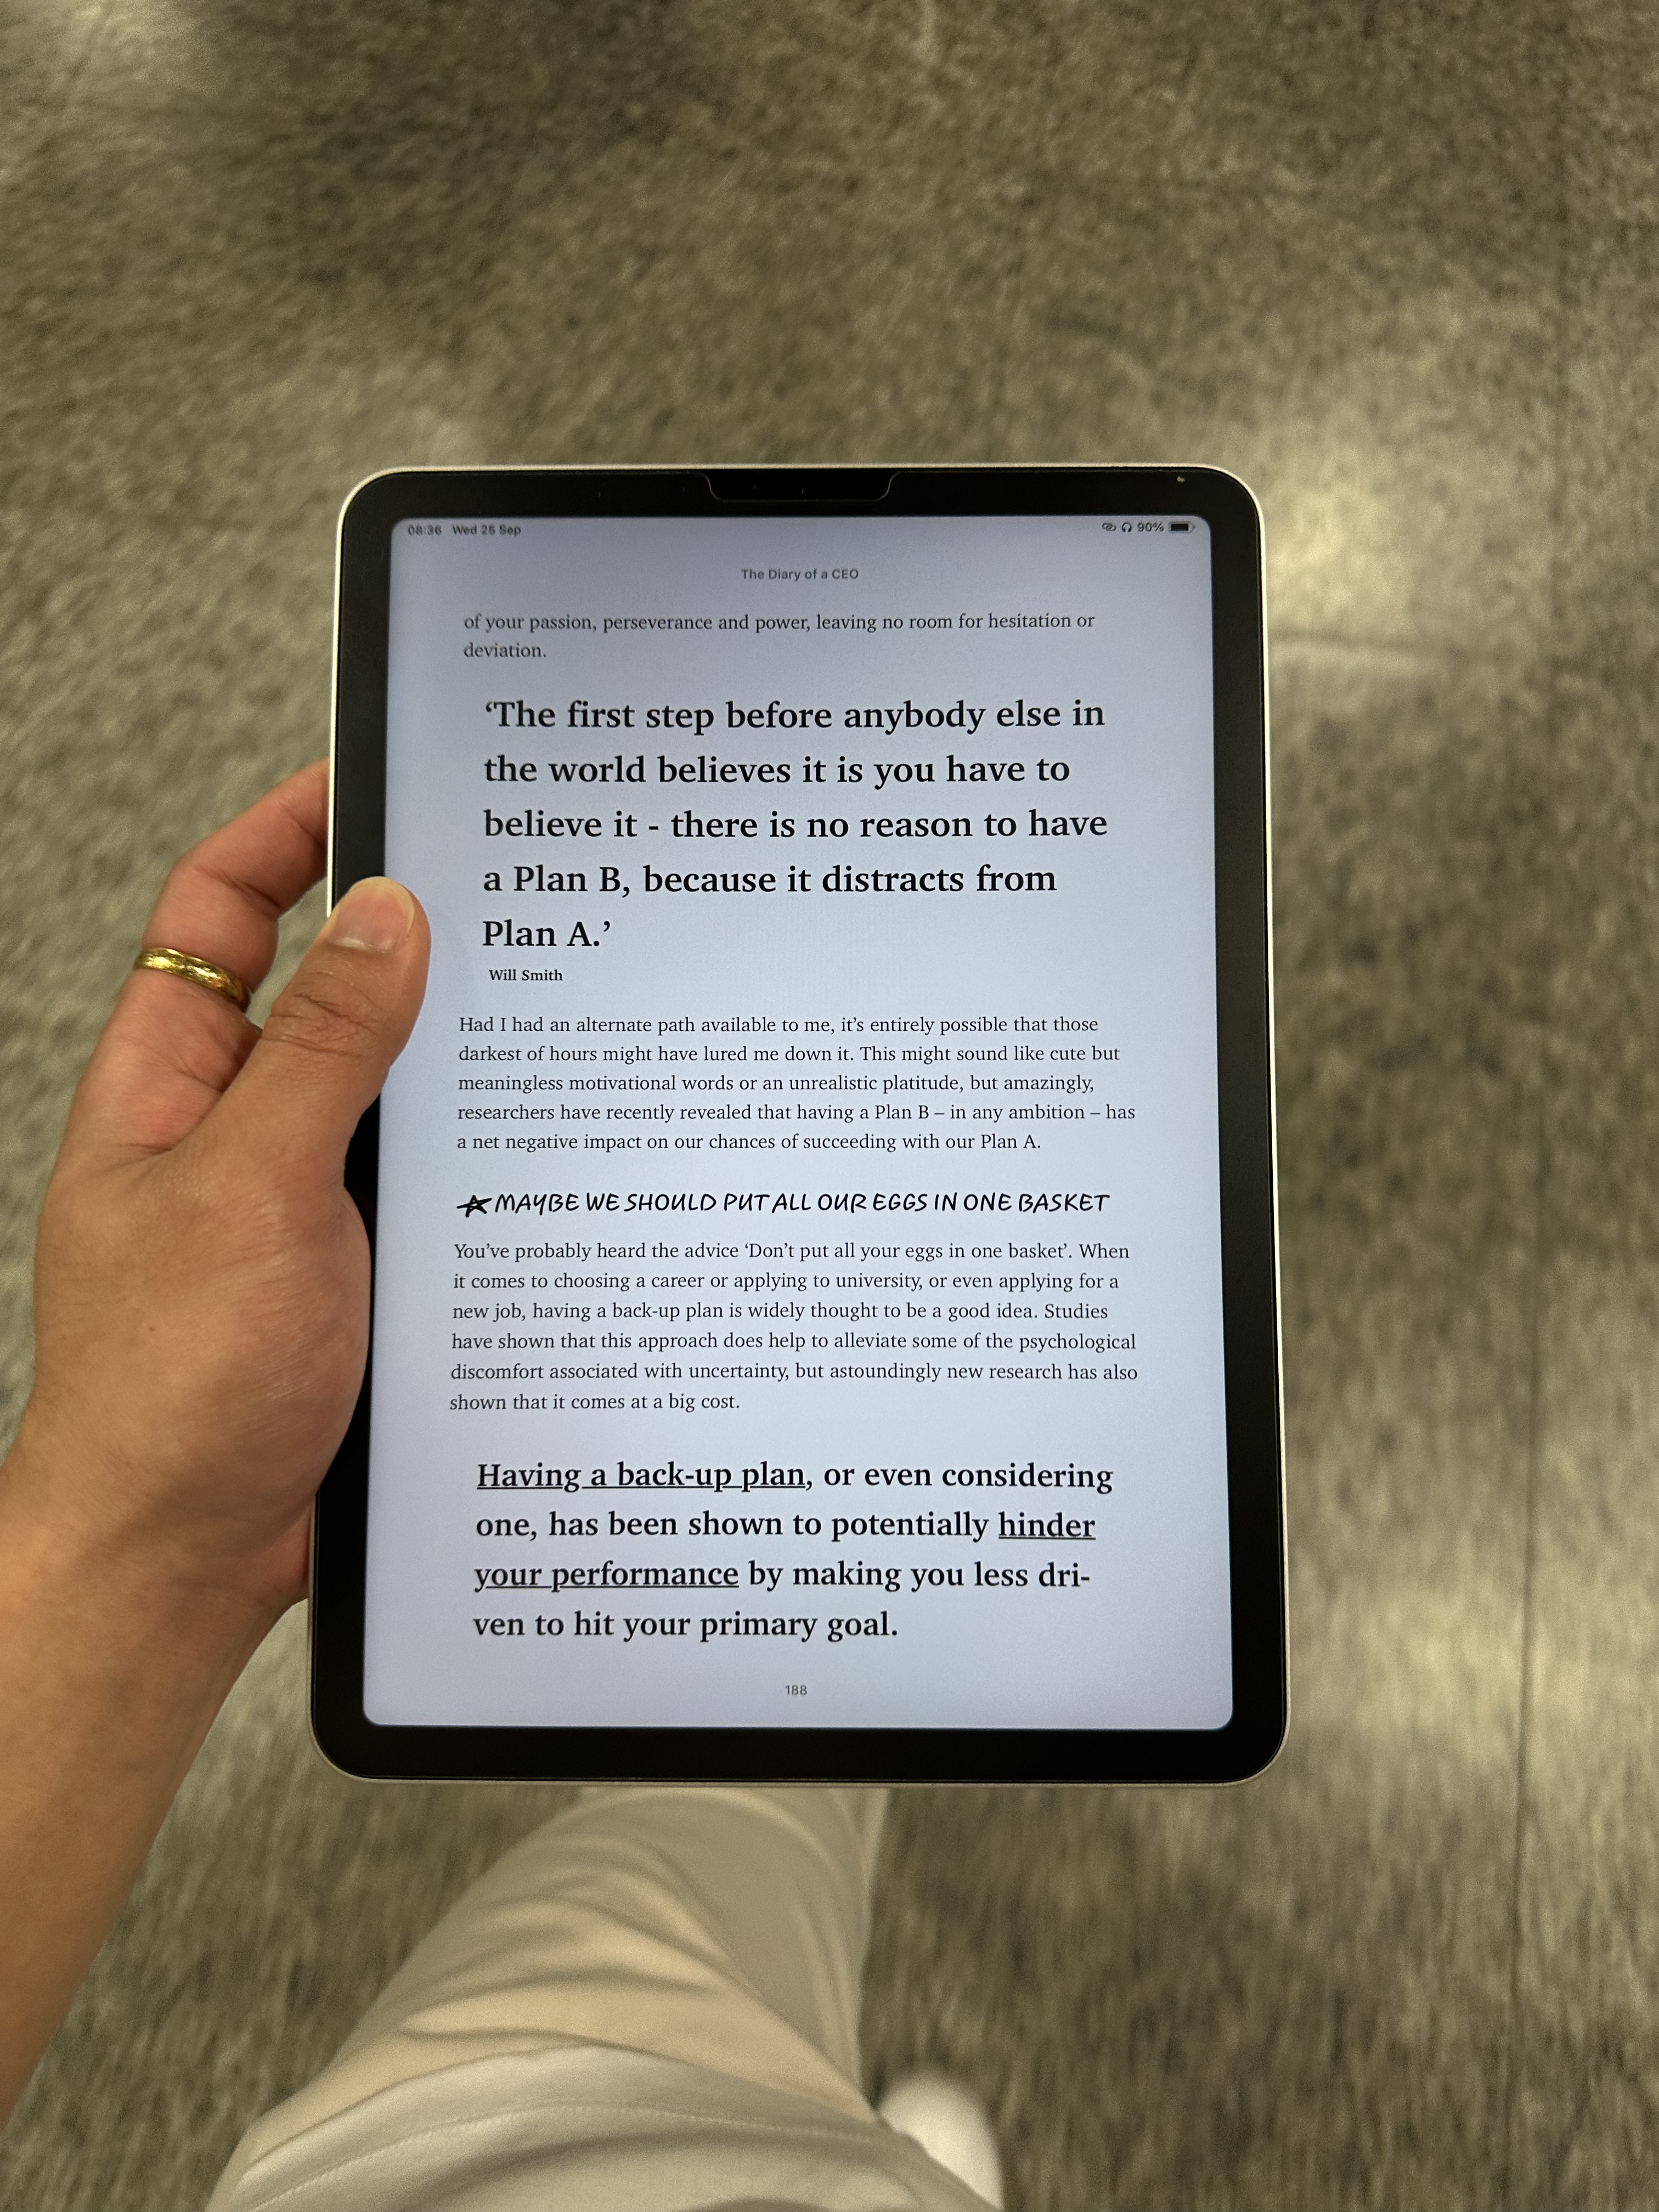 08:36 Wed 25 Sep
90%
The Diary of a CEO
of your passion, perseverance and power, leaving no room for hesitation or
deviation.
‘The first step before anybody else in
the world believes it is you have to
believe it - there is no reason to have
a Plan B, because it distracts from
Plan A.’
Will Smith
Had I had an alternate path available to me, it’s entirely possible that those
darkest of hours might have lured me down it. This might sound like cute but
meaningless motivational words or an unrealistic platitude, but amazingly,
researchers have recently revealed that having a Plan B – in any ambition – has
a net negative impact on our chances of succeeding with our Plan A.
MAYBE WE SHOULD PUT ALL OUR EGGS IN ONE BASKET
You’ve probably heard the advice ‘Don’t put all your eggs in one basket’. When
it comes to choosing a career or applying to university, or even applying for a
new job, having a back-up plan is widely thought to be a good idea. Studies
have shown that this approach does help to alleviate some of the psychological
discomfort associated with uncertainty, but astoundingly new research has also
shown that it comes at a big cost.
Having a back-up plan, or even considering
one, has been shown to potentially hinder
your performance by making you less dri-
ven to hit your primary goal.
188